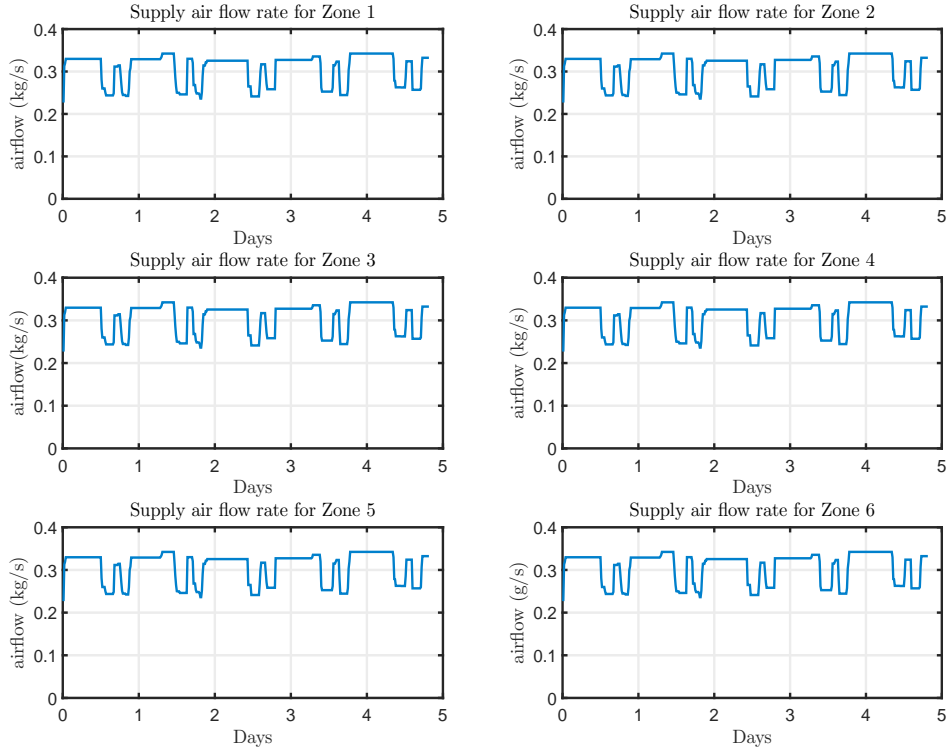 Supply air flow rate for Zone 1
airflow (kg/s)
0.4
0.3
0.2
0.1
0
0 1 2 3 4 5
Days
Supply air flow rate for Zone 2
airflow (kg/s)
0.4
0.3
0.2
0.1
0
0 1 2 3 4 5
Days
Supply air flow rate for Zone 3
airflow(kg/s)
0.4
0.3
0.2
0.1
0
0 1 2 3 4 5
Days
Supply air flow rate for Zone 4
airflow (kg/s)
0.4
0.3
0.2
0.1
0
0 1 2 3 4 5
Days
Supply air flow rate for Zone 5
airflow (kg/s)
0.4
0.3
0.2
0.1
0
0 1 2 3 4 5
Days
Supply air flow rate for Zone 6
airflow (g/s)
0.4
0.3
0.2
0.1
0
0 1 2 3 4 5
Days